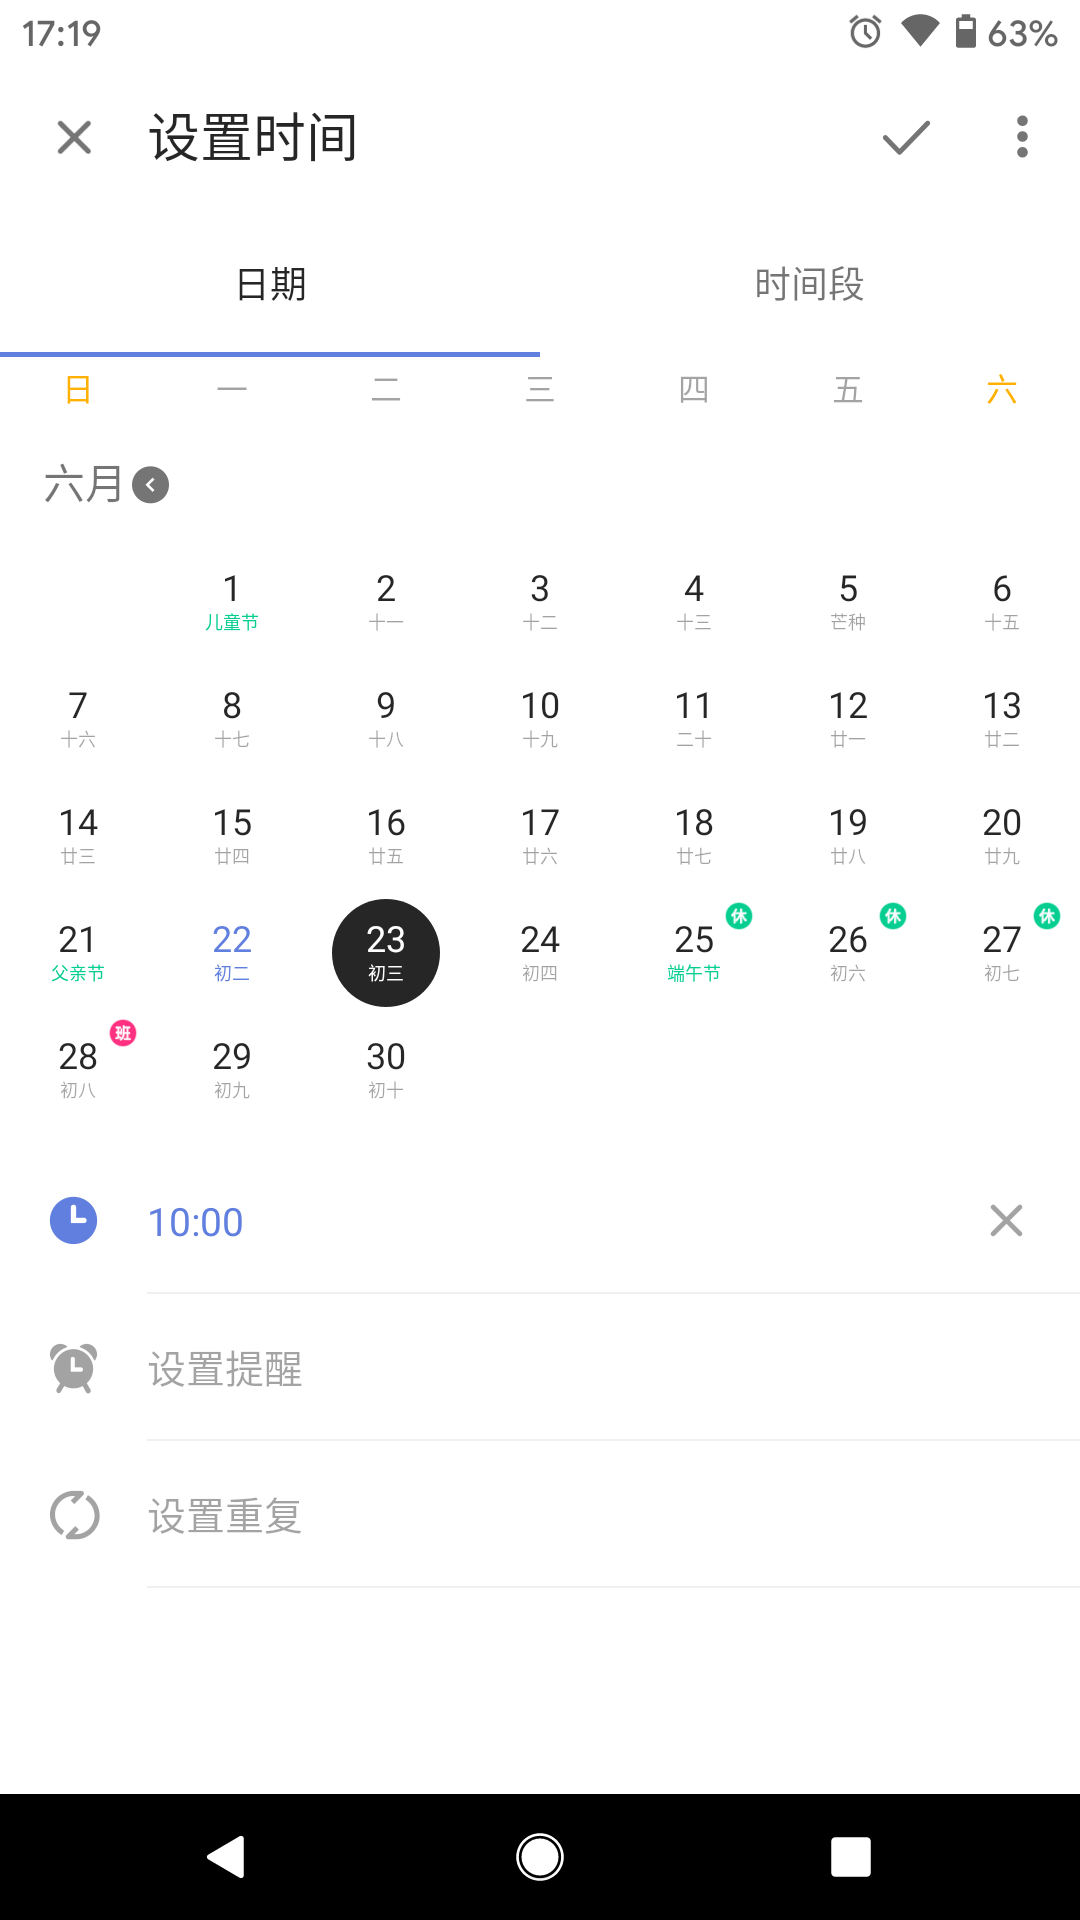 17:19 63%
设置时间
日期 时间段
日 一 二 三 四 五 六
六月
1 2 3 4 5 6
儿童节 十一 十二 十三 芒种 十五
7 8 9 10 11 12 13
十六 十七 十八 十九 二十 廿一 廿二
14 15 16 17 18 19 20
廿三 廿四 廿五 廿六 廿七 廿八 廿九
休 休 休
21 22 23 24 25 26 27
父亲节 初二 初三 初四 端午节 初六 初七
班
28 29 30
初八 初九 初十
10:00
设置提醒
设置重复